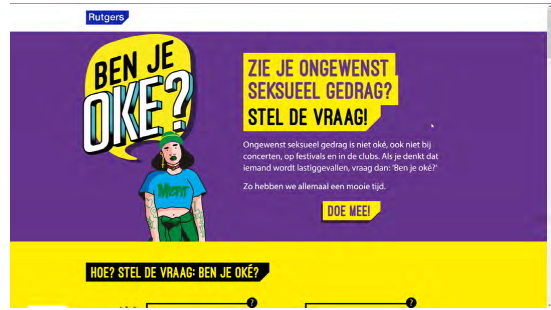 Rutgers
BEN JE
OKE?
ZIE JE ONGEWENST
SEKSUEEL GEDRAG?
STEL DE VRAAG!
Ongewenst seksueel gedrag is niet oké, ook niet bij
concerten, op festivals en in de clubs. Als je denkt dat
iemand wordt lastiggevallen, vraag dan: 'Ben je oké?'
Zo hebben we allemaal een mooie tijd.
MISFIT
DOE MEE!
HOE? STEL DE VRAAG: BEN JE OKÉ?
? ?